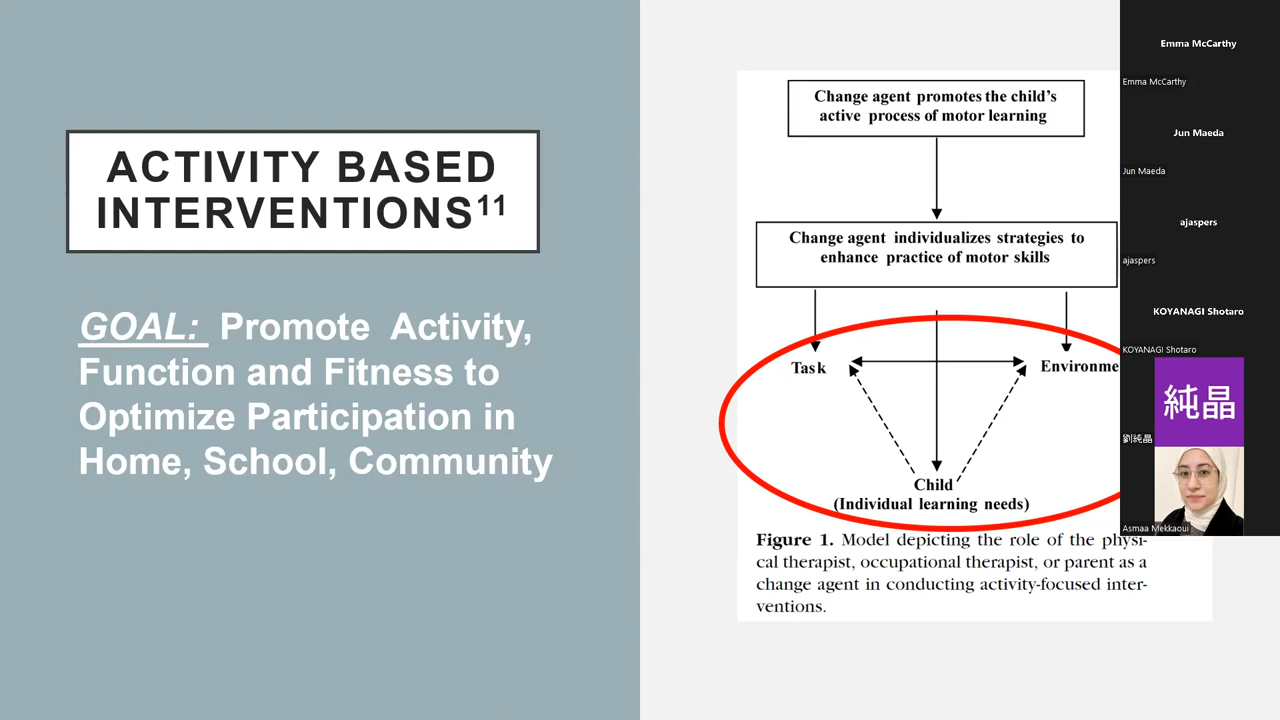 ACTIVITY BASED
INTERVENTIONS¹¹
GOAL: Promote Activity,
Function and Fitness to
Optimize Participation in
Home, School, Community
Change agent promotes the child's
active process of motor learning
Change agent individualizes strategies to
enhance practice of motor skills
Task
Environme
Child
(Individual learning needs)
Figure 1. Model depicting the role of the physi-
cal therapist, occupational therapist, or parent as a
change agent in conducting activity-focused inter-
ventions.
Emma McCarthy
Emma McCarthy
Jun Maeda
Jun Maeda
ajaspers
ajaspers
KOYANAGI Shotaro
KOYANAGI Shotaro
純晶
劉純晶
Asmaa Mekkaoui